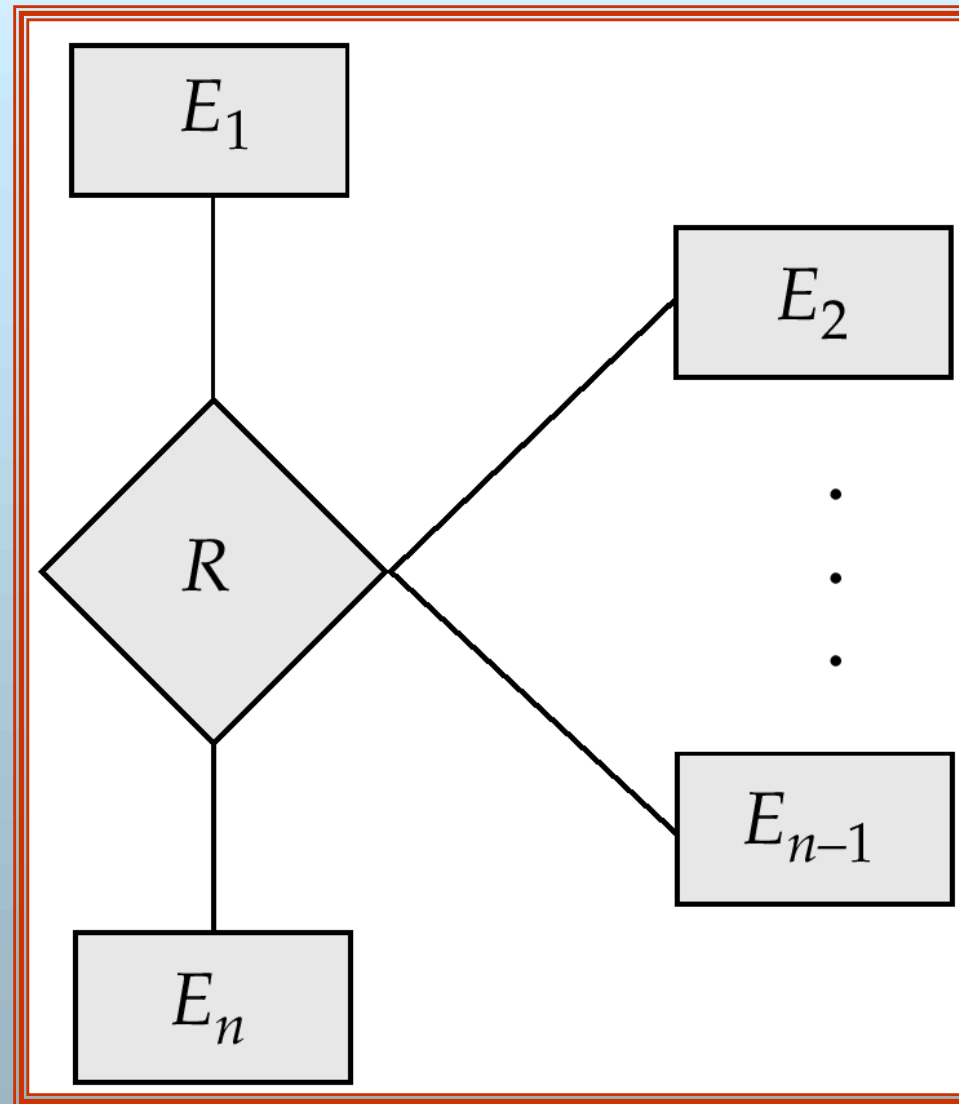 E₁
E₂
R
.
.
.
Eₙ₋₁
Eₙ